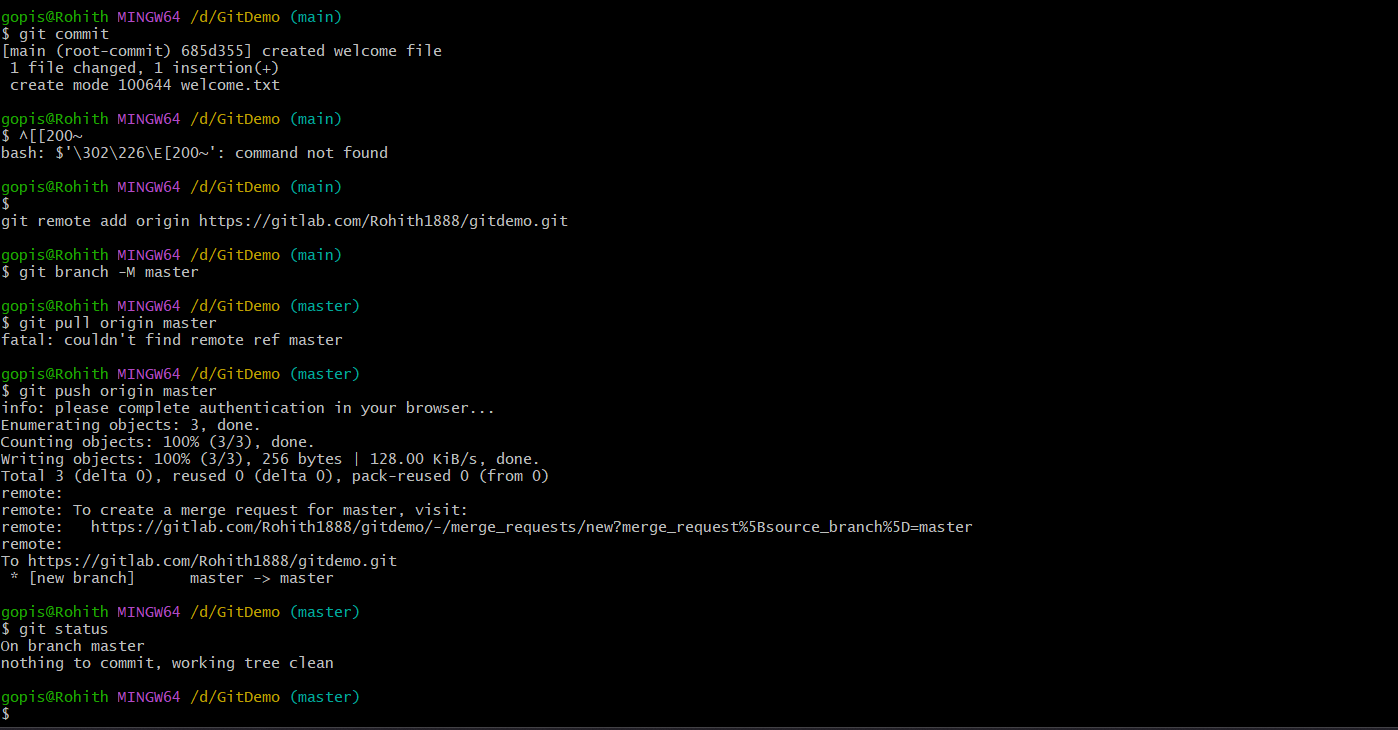 gopis@Rohith MINGW64 /d/GitDemo (main)
$ git commit
[main (root-commit) 685d355] created welcome file
 1 file changed, 1 insertion(+)
 create mode 100644 welcome.txt

gopis@Rohith MINGW64 /d/GitDemo (main)
$ ^[[200~
bash: $'\302\226\E[200~': command not found

gopis@Rohith MINGW64 /d/GitDemo (main)
$
git remote add origin https://gitlab.com/Rohith1888/gitdemo.git

gopis@Rohith MINGW64 /d/GitDemo (main)
$ git branch -M master

gopis@Rohith MINGW64 /d/GitDemo (master)
$ git pull origin master
fatal: couldn't find remote ref master

gopis@Rohith MINGW64 /d/GitDemo (master)
$ git push origin master
info: please complete authentication in your browser...
Enumerating objects: 3, done.
Counting objects: 100% (3/3), done.
Writing objects: 100% (3/3), 256 bytes | 128.00 KiB/s, done.
Total 3 (delta 0), reused 0 (delta 0), pack-reused 0 (from 0)
remote:
remote: To create a merge request for master, visit:
remote:   https://gitlab.com/Rohith1888/gitdemo/-/merge_requests/new?merge_request%5Bsource_branch%5D=master
remote:
To https://gitlab.com/Rohith1888/gitdemo.git
 * [new branch]      master -> master

gopis@Rohith MINGW64 /d/GitDemo (master)
$ git status
On branch master
nothing to commit, working tree clean

gopis@Rohith MINGW64 /d/GitDemo (master)
$